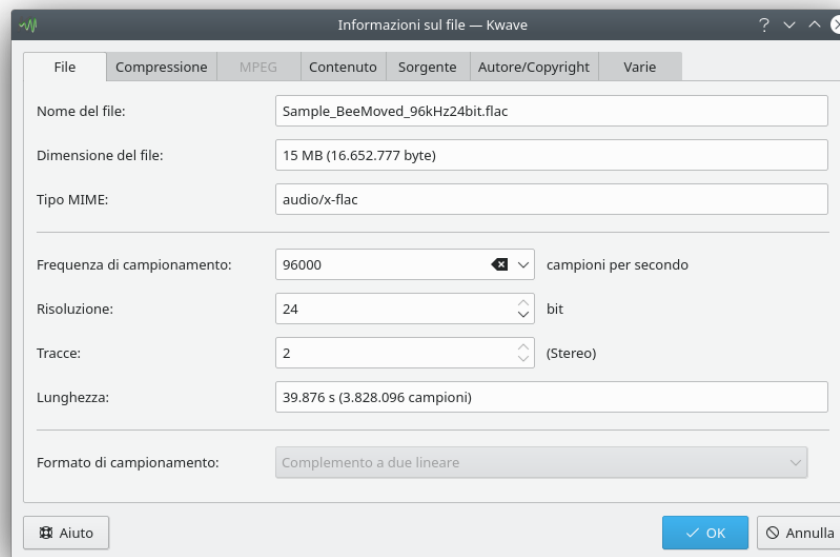 Informazioni sul file — Kwave
File Compressione MPEG Contenuto Sorgente Autore/Copyright Varie
Nome del file: Sample_BeeMoved_96kHz24bit.flac
Dimensione del file: 15 MB (16.652.777 byte)
Tipo MIME: audio/x-flac
Frequenza di campionamento: 96000 campioni per secondo
Risoluzione: 24 bit
Tracce: 2 (Stereo)
Lunghezza: 39.876 s (3.828.096 campioni)
Formato di campionamento: Complemento a due lineare
Aiuto OK Annulla